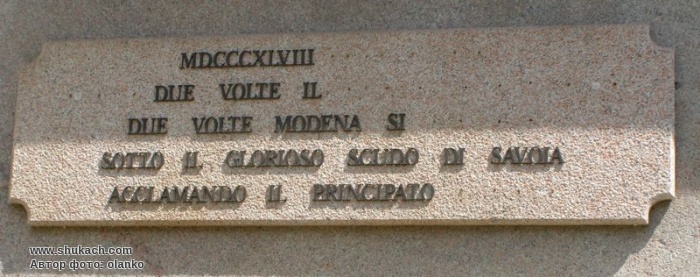 MDCCCXLVIII
DUE VOLTE IL
DUE VOLTE MODENA SI
SOTTO IL GLORIOSO SCUDO DI SAVOIA
ACCLAMANDO IL PRINCIPATO
www.shukach.com
Автор фото: olanko